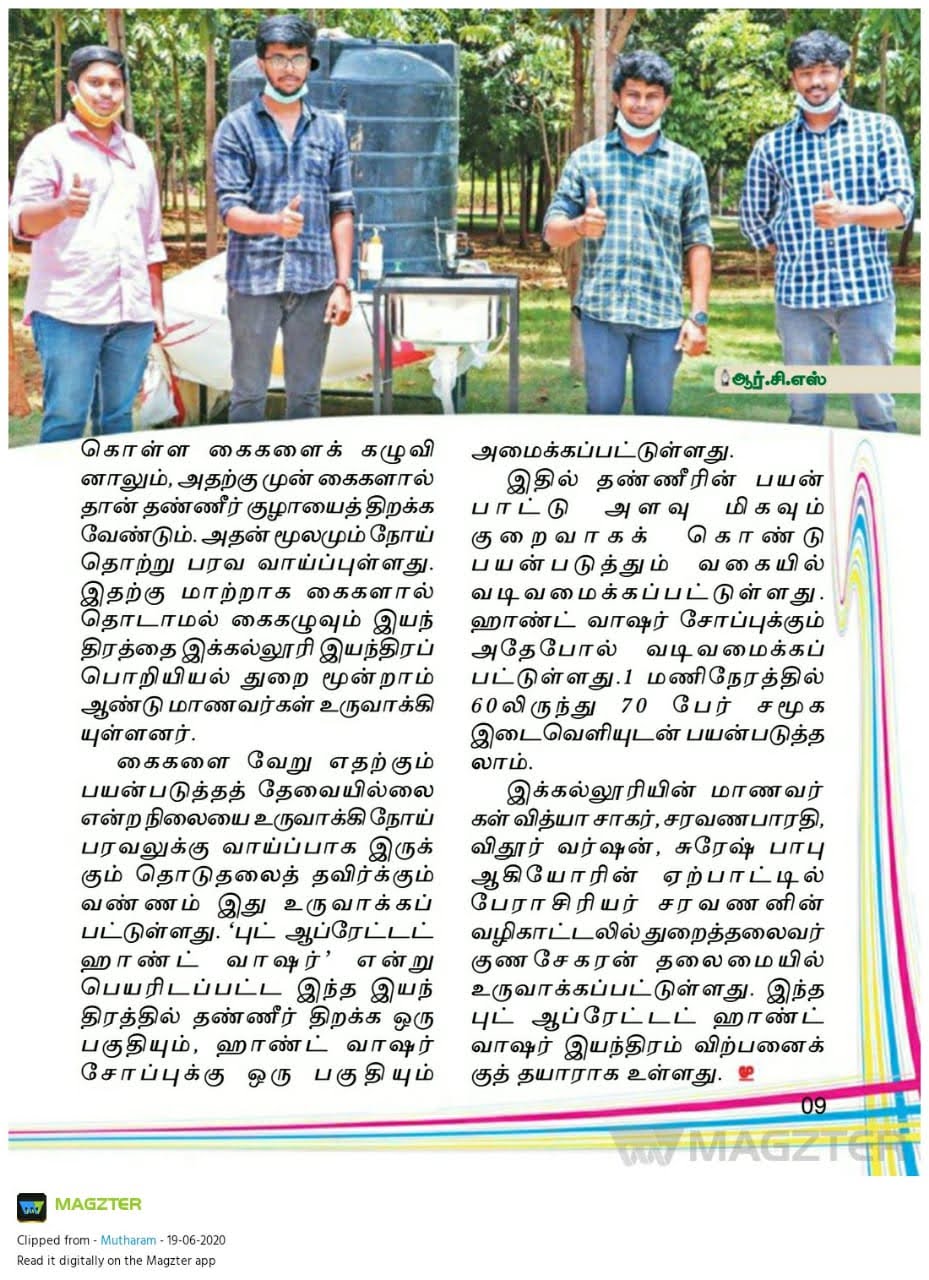 ஆர்.சி.எஸ்
கொள்ள கைகளைக் கழுவி
னாலும், அதற்கு முன் கைகளால்
தான் தண்ணீர் குழாயைத் திறக்க
வேண்டும். அதன் மூலமும் நோய்
தொற்று பரவ வாய்ப்புள்ளது.
இதற்கு மாற்றாக கைகளால்
தொடாமல் கைகழுவும் இயந்
திரத்தை இக்கல்லூரி இயந்திரப்
பொறியியல் துறை மூன்றாம்
ஆண்டு மாணவர்கள் உருவாக்கி
யுள்ளனர்.
கைகளை வேறு எதற்கும்
பயன்படுத்தத் தேவையில்லை
என்ற நிலையை உருவாக்கி நோய்
பரவலுக்கு வாய்ப்பாக இருக்
கும் தொடுதலைத் தவிர்க்கும்
வண்ணம் இது உருவாக்கப்
பட்டுள்ளது. ‘புட் ஆப்ரேட்டட்
ஹாண்ட் வாஷர்’ என்று
பெயரிடப்பட்ட இந்த இயந்
திரத்தில் தண்ணீர் திறக்க ஒரு
பகுதியும், ஹாண்ட் வாஷர்
சோப்புக்கு ஒரு பகுதியும்
அமைக்கப்பட்டுள்ளது.
இதில் தண்ணீரின் பயன்
பாட்டு அளவு மிகவும்
குறைவாகக் கொண்டு
பயன்படுத்தும் வகையில்
வடிவமைக்கப்பட்டுள்ளது.
ஹாண்ட் வாஷர் சோப்புக்கும்
அதேபோல் வடிவமைக்கப்
பட்டுள்ளது.1 மணிநேரத்தில்
60லிருந்து 70 பேர் சமூக
இடைவெளியுடன் பயன்படுத்த
லாம்.
இக்கல்லூரியின் மாணவர்
கள் வித்யா சாகர், சரவணபாரதி,
விதூர் வர்ஷன், சுரேஷ் பாபு
ஆகியோரின் ஏற்பாட்டில்
பேராசிரியர் சரவணனின்
வழிகாட்டலில் துறைத்தலைவர்
குணசேகரன் தலைமையில்
உருவாக்கப்பட்டுள்ளது. இந்த
புட் ஆப்ரேட்டட் ஹாண்ட்
வாஷர் இயந்திரம் விற்பனைக்
குத் தயாராக உள்ளது. மு
09
MAGZTER
MAGZTER
Clipped from - Mutharam - 19-06-2020
Read it digitally on the Magzter app